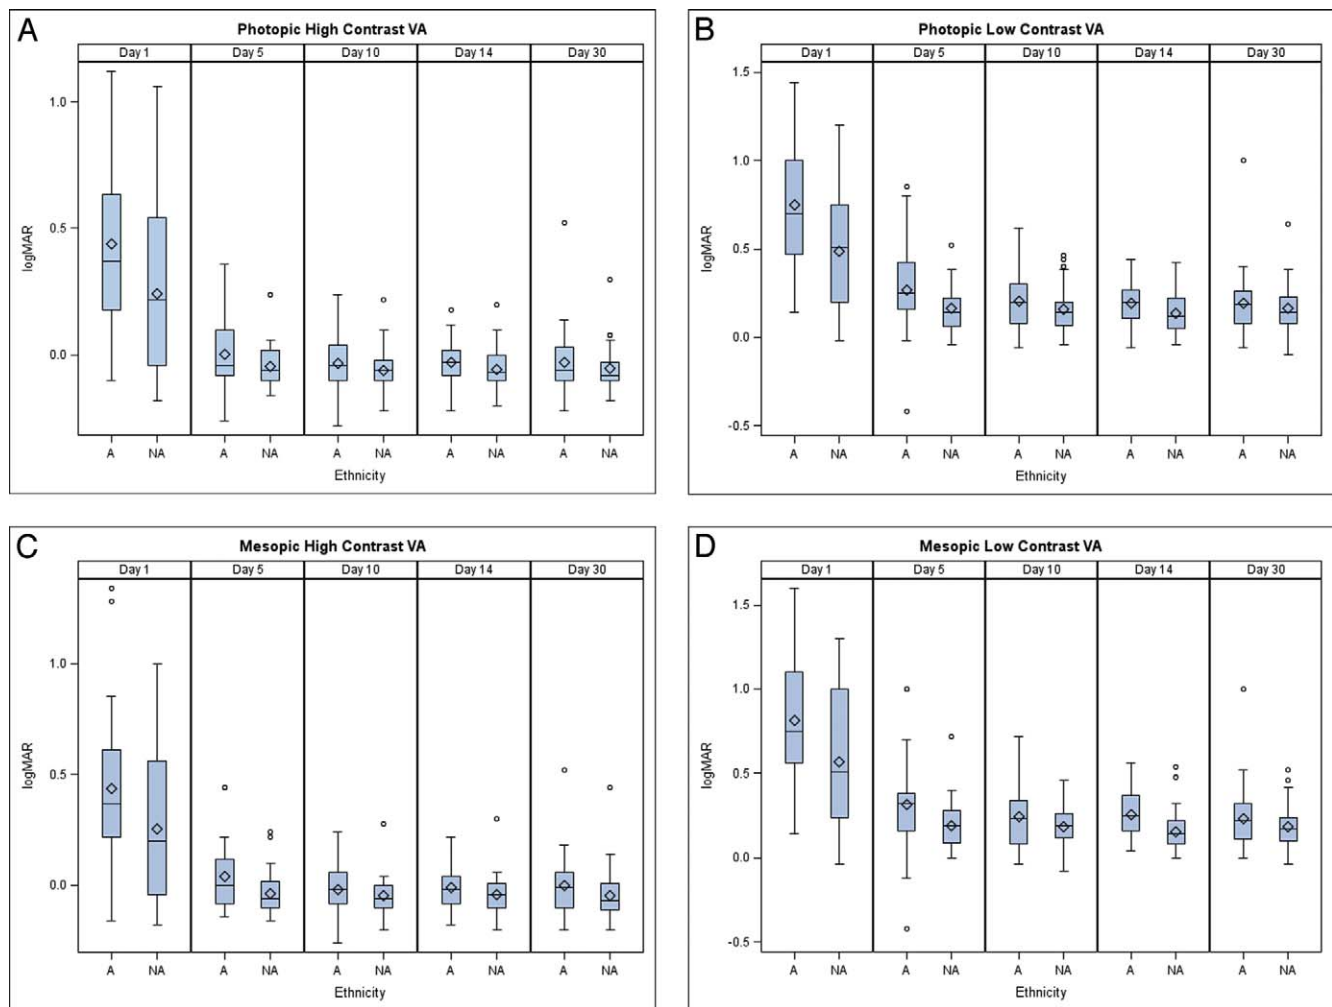 A
Photopic High Contrast VA
Day 1 Day 5 Day 10 Day 14 Day 30
1.0
0.5
0.0
logMAR
A NA A NA A NA A NA A NA
Ethnicity
B
Photopic Low Contrast VA
Day 1 Day 5 Day 10 Day 14 Day 30
1.5
1.0
0.5
0.0
-0.5
logMAR
A NA A NA A NA A NA A NA
Ethnicity
C
Mesopic High Contrast VA
Day 1 Day 5 Day 10 Day 14 Day 30
1.0
0.5
0.0
logMAR
A NA A NA A NA A NA A NA
Ethnicity
D
Mesopic Low Contrast VA
Day 1 Day 5 Day 10 Day 14 Day 30
1.5
1.0
0.5
0.0
-0.5
logMAR
A NA A NA A NA A NA A NA
Ethnicity